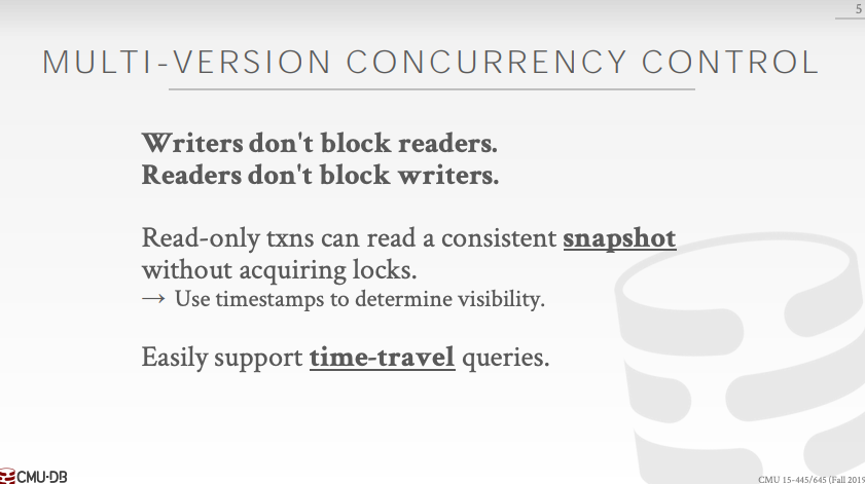 5
MULTI-VERSION CONCURRENCY CONTROL
Writers don't block readers.
Readers don't block writers.
Read-only txns can read a consistent snapshot
without acquiring locks.
→ Use timestamps to determine visibility.
Easily support time-travel queries.
CMU·DB
CMU 15-445/645 (Fall 2019